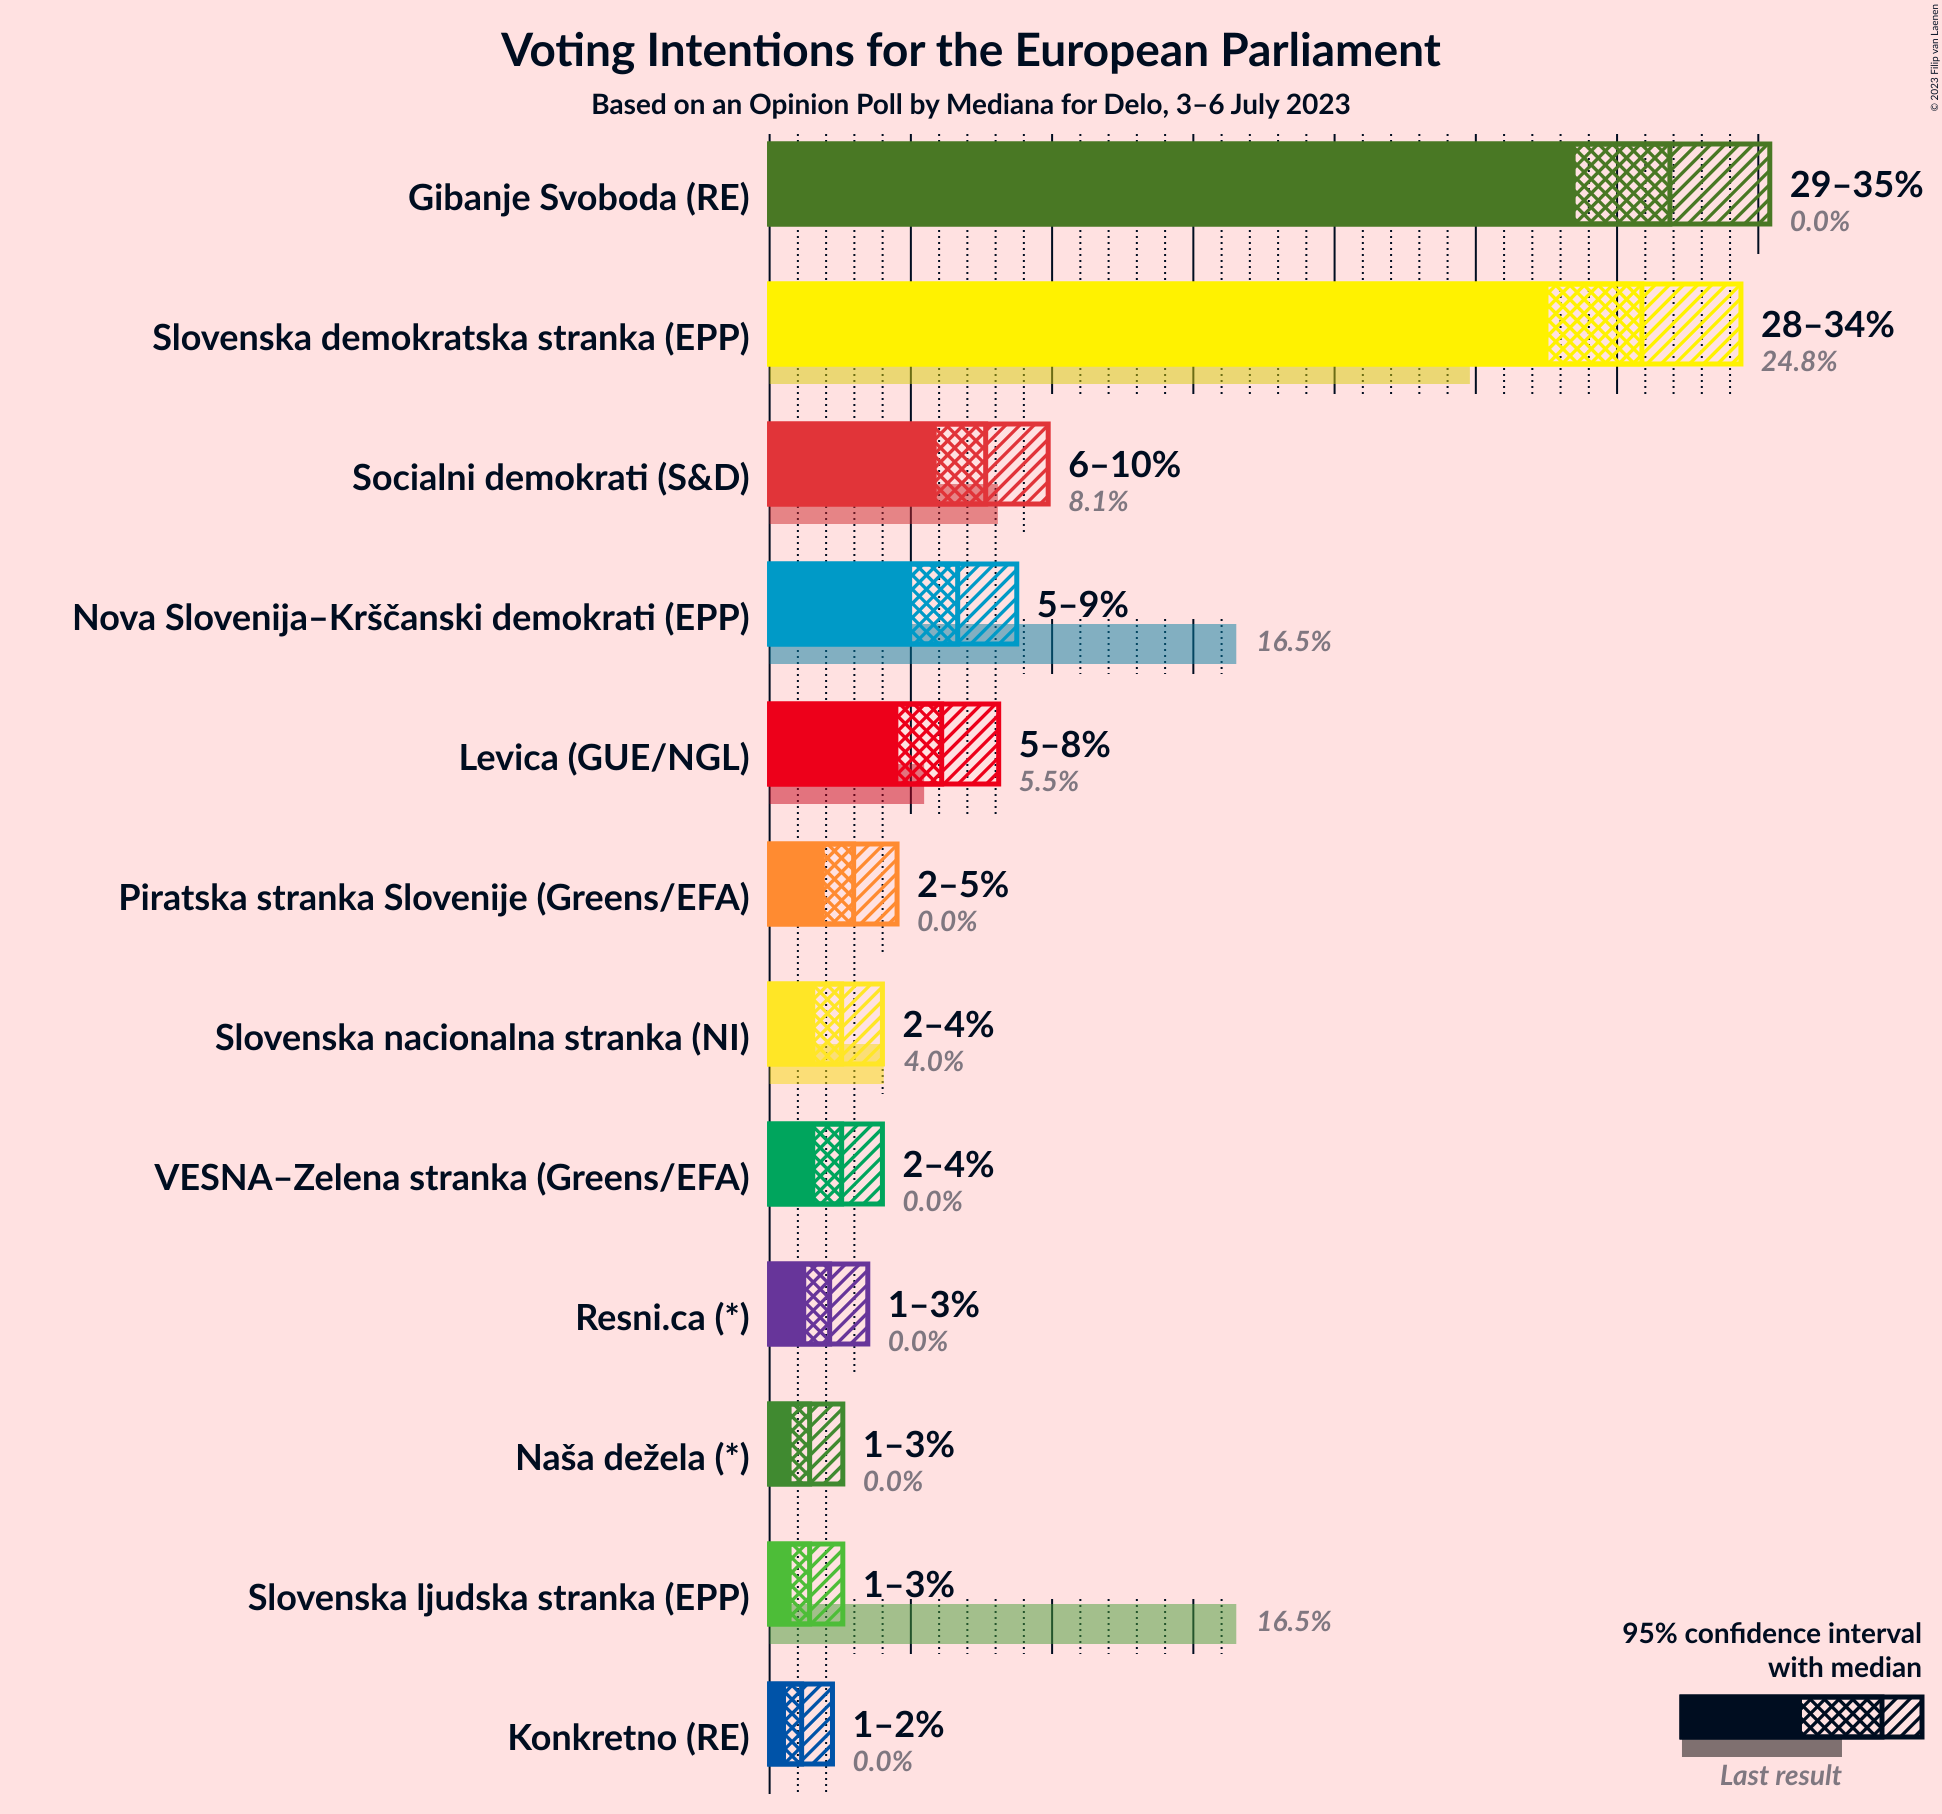 Voting Intentions for the European Parliament
Based on an Opinion Poll by Mediana for Delo, 3–6 July 2023
© 2023 Filip van Laenen
Gibanje Svoboda (RE)
29–35%
0.0%
Slovenska demokratska stranka (EPP)
28–34%
24.8%
Socialni demokrati (S&D)
6–10%
8.1%
Nova Slovenija–Krščanski demokrati (EPP)
5–9%
16.5%
Levica (GUE/NGL)
5–8%
5.5%
Piratska stranka Slovenije (Greens/EFA)
2–5%
0.0%
Slovenska nacionalna stranka (NI)
2–4%
4.0%
VESNA–Zelena stranka (Greens/EFA)
2–4%
0.0%
Resni.ca (*)
1–3%
0.0%
Naša dežela (*)
1–3%
0.0%
Slovenska ljudska stranka (EPP)
1–3%
16.5%
Konkretno (RE)
1–2%
0.0%
95% confidence interval
with median
Last result